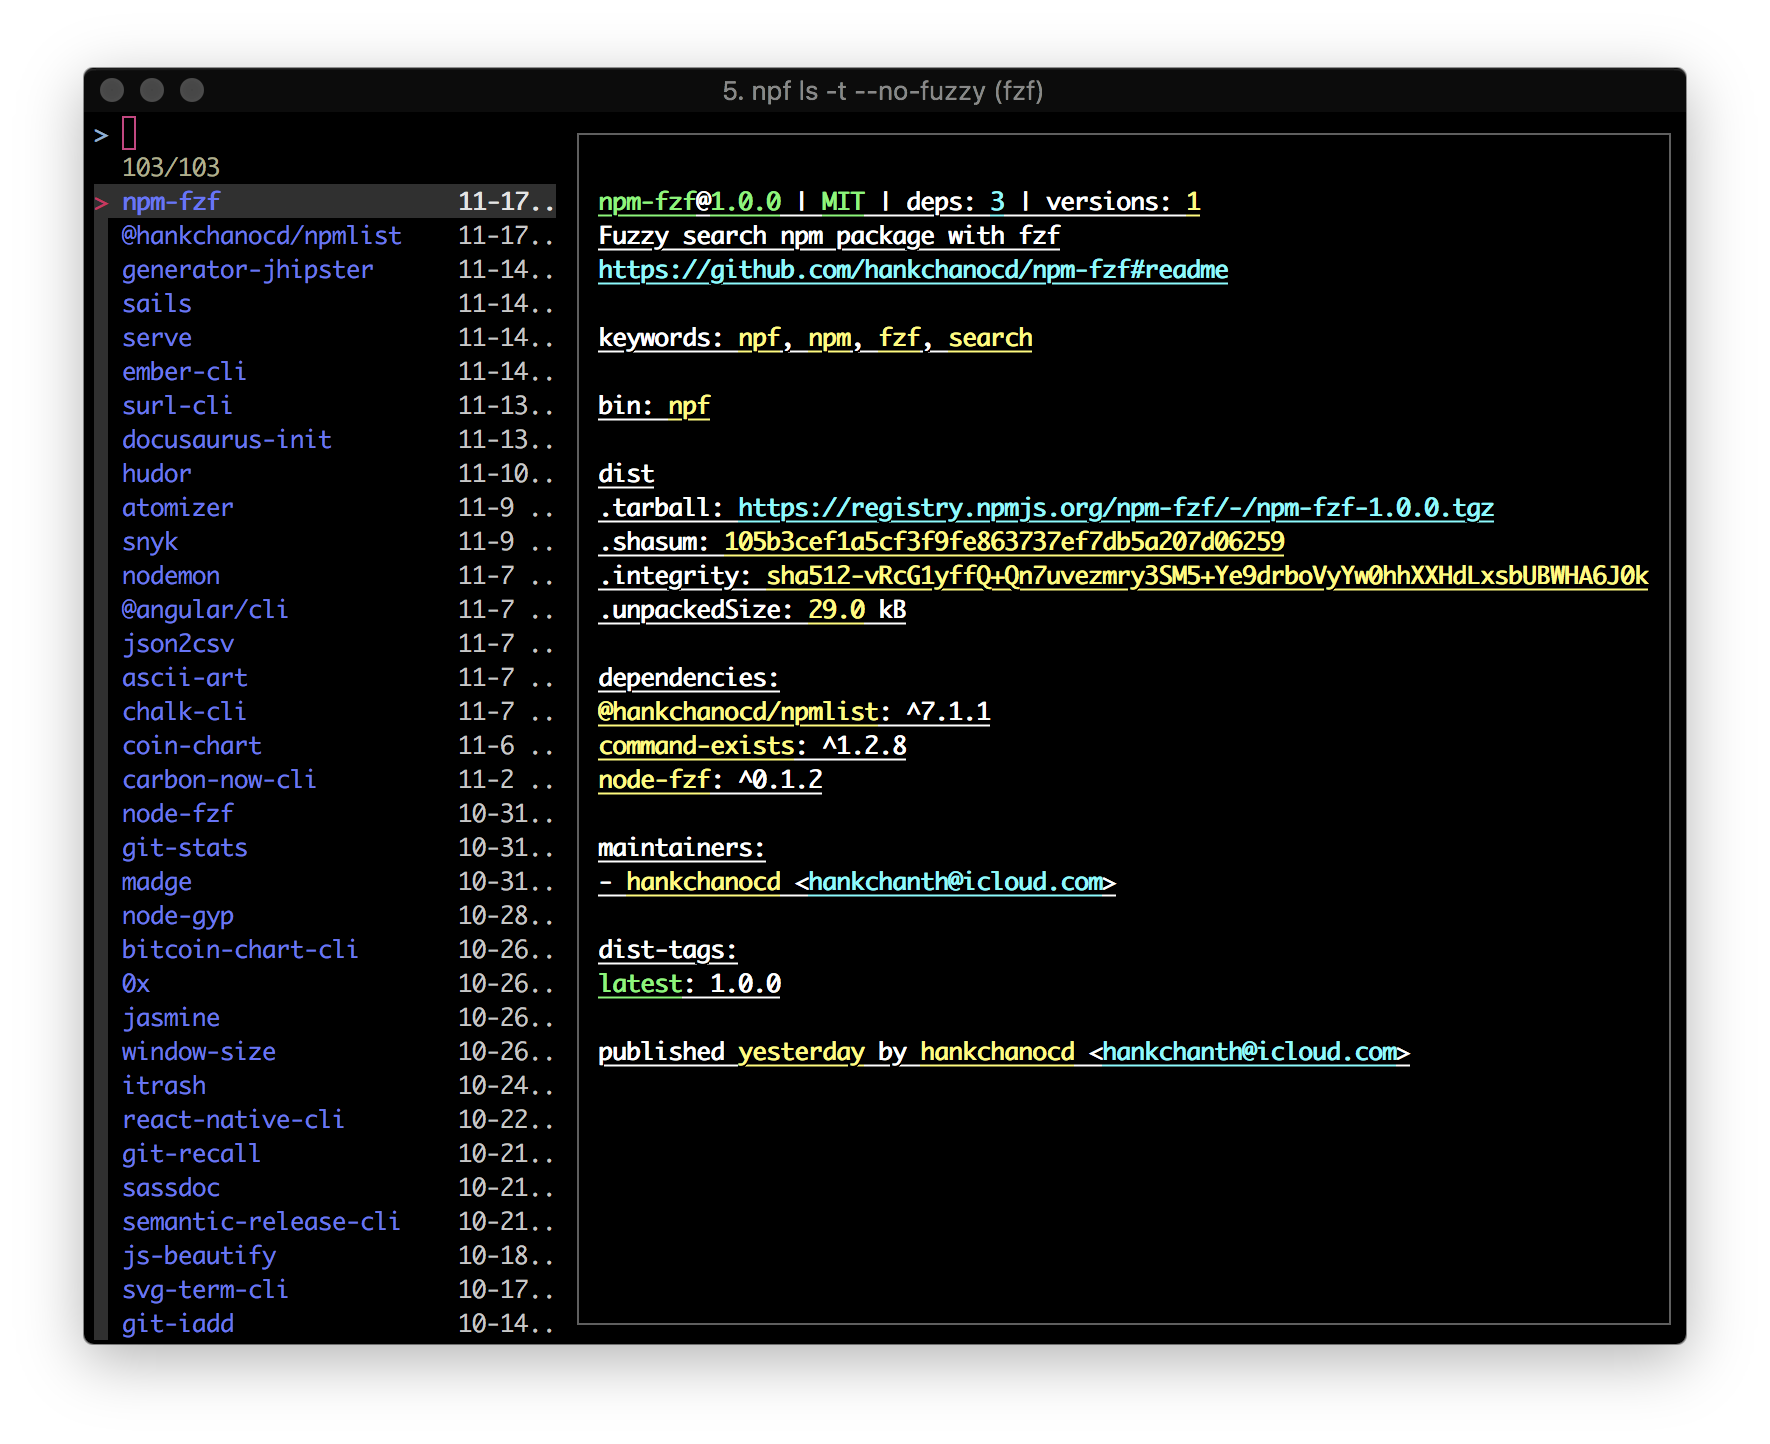 5. npf ls -t --no-fuzzy (fzf)
>
103/103
> npm-fzf 11-17..
@hankchanocd/npmlist 11-17..
generator-jhipster 11-14..
sails 11-14..
serve 11-14..
ember-cli 11-14..
surl-cli 11-13..
docusaurus-init 11-13..
hudor 11-10..
atomizer 11-9 ..
snyk 11-9 ..
nodemon 11-7 ..
@angular/cli 11-7 ..
json2csv 11-7 ..
ascii-art 11-7 ..
chalk-cli 11-7 ..
coin-chart 11-6 ..
carbon-now-cli 11-2 ..
node-fzf 10-31..
git-stats 10-31..
madge 10-31..
node-gyp 10-28..
bitcoin-chart-cli 10-26..
0x 10-26..
jasmine 10-26..
window-size 10-26..
itrash 10-24..
react-native-cli 10-22..
git-recall 10-21..
sassdoc 10-21..
semantic-release-cli 10-21..
js-beautify 10-18..
svg-term-cli 10-17..
git-iadd 10-14..
npm-fzf@1.0.0 | MIT | deps: 3 | versions: 1
Fuzzy search npm package with fzf
https://github.com/hankchanocd/npm-fzf#readme
keywords: npf, npm, fzf, search
bin: npf
dist
.tarball: https://registry.npmjs.org/npm-fzf/-/npm-fzf-1.0.0.tgz
.shasum: 105b3cef1a5cf3f9fe863737ef7db5a207d06259
.integrity: sha512-vRcG1yffQ+Qn7uvezmry3SM5+Ye9drboVyYw0hhXXHdLxsbUBWHA6J0k
.unpackedSize: 29.0 kB
dependencies:
@hankchanocd/npmlist: ^7.1.1
command-exists: ^1.2.8
node-fzf: ^0.1.2
maintainers:
- hankchanocd <hankchanth@icloud.com>
dist-tags:
latest: 1.0.0
published yesterday by hankchanocd <hankchanth@icloud.com>